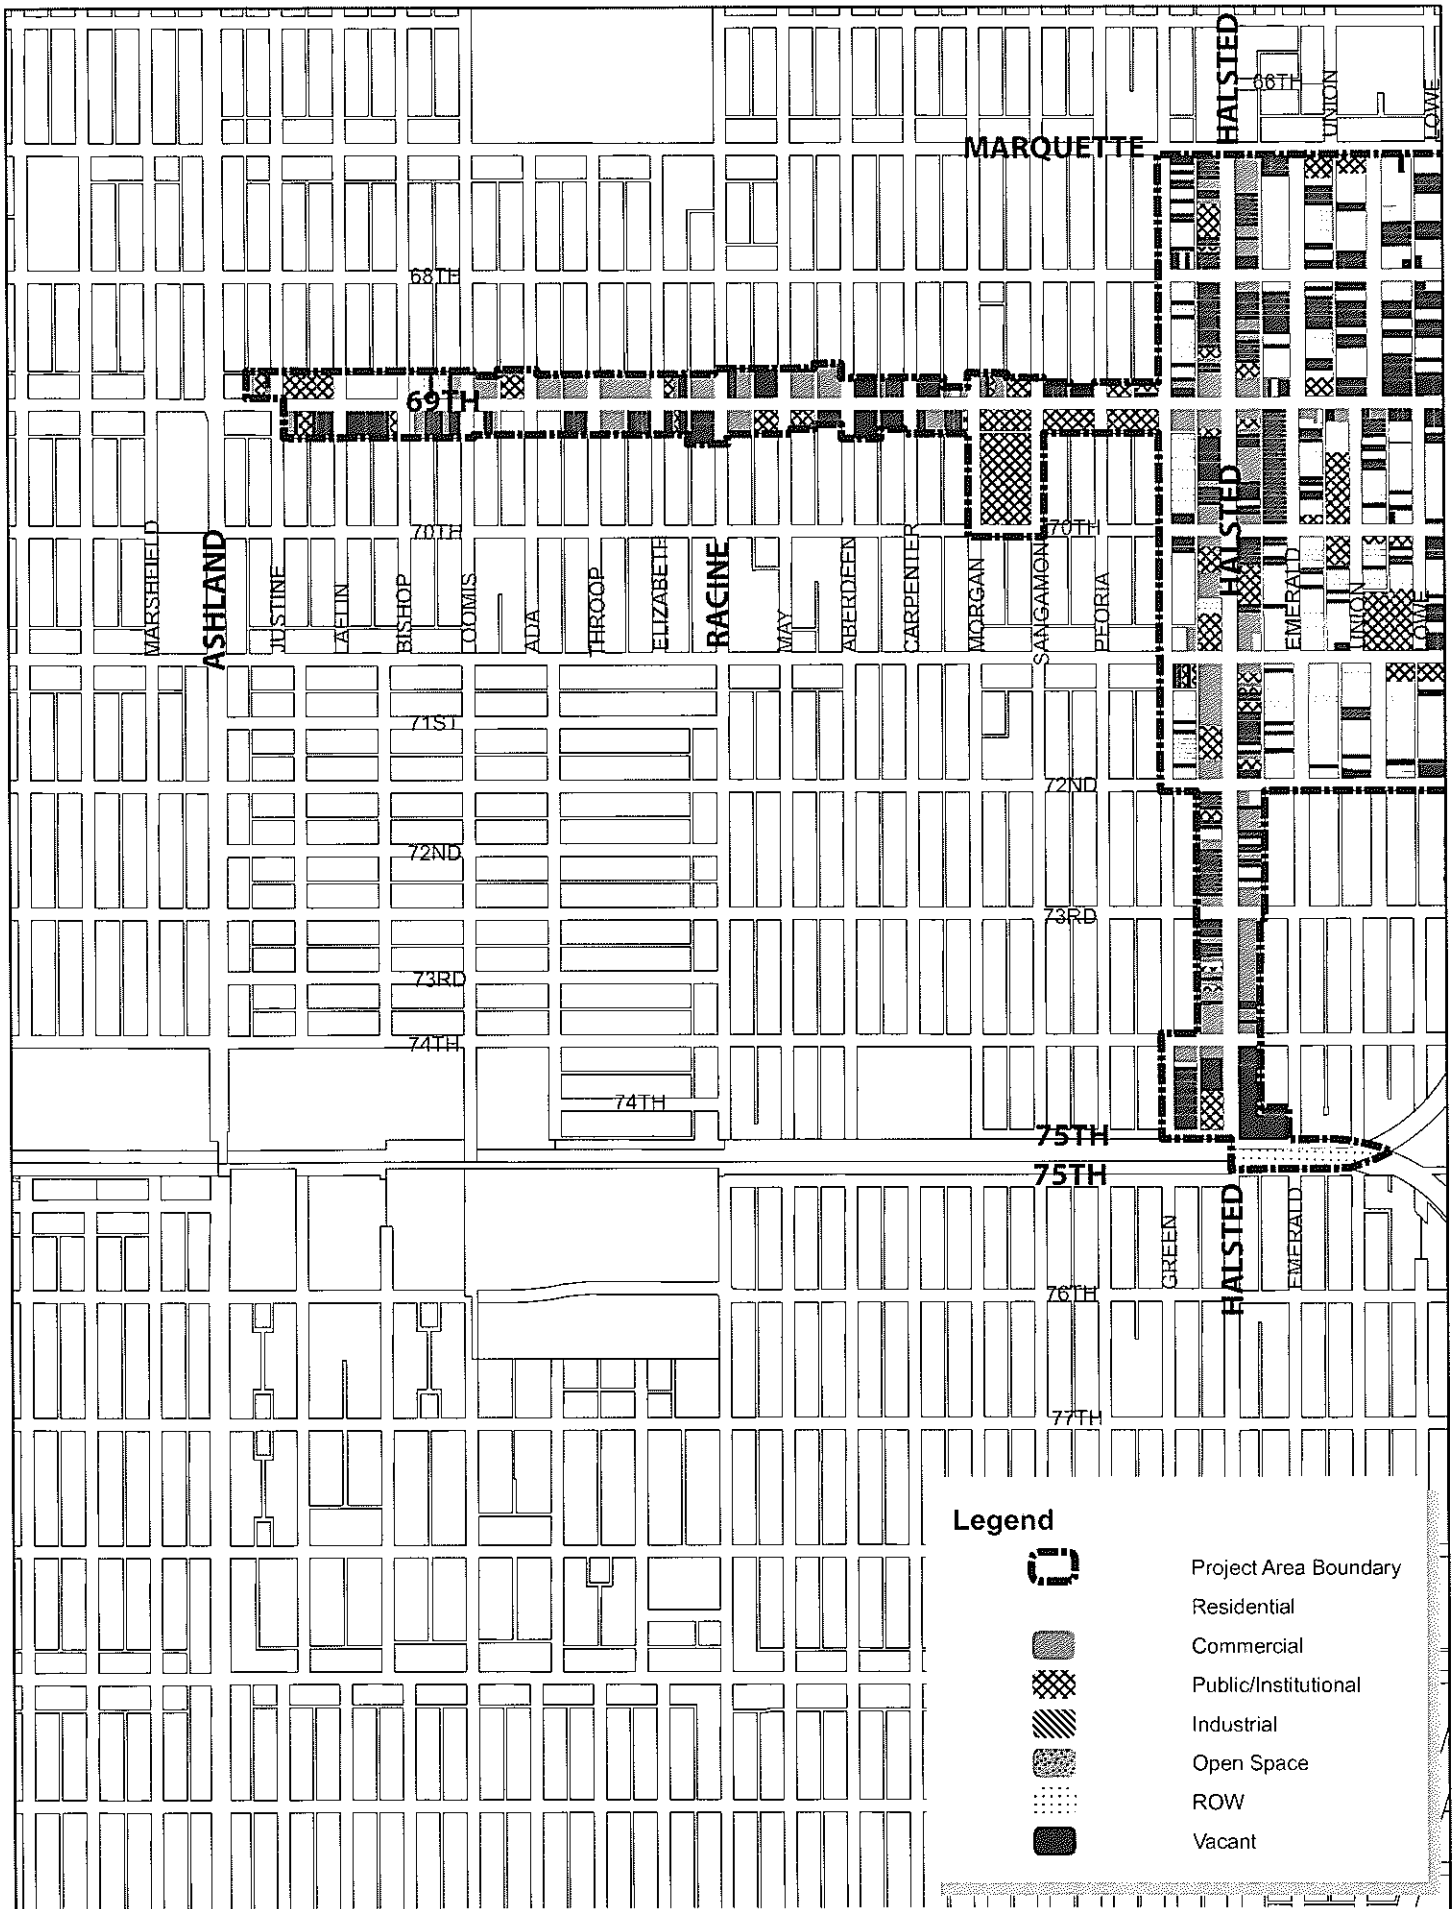 HALSTED
66TH
UNION
LOWE
MARQUETTE
68TH
69TH
70TH
70TH
HALSTED
MARSHFIELD
ASHLAND
JUSTINE
LAFLIN
BISHOP
LOOMIS
ADA
THROOP
ELIZABETH
RACINE
MAY
ABERDEEN
CARPENTER
MORGAN
SANGAMON
PEORIA
EMERALD
UNION
LOWE
71ST
72ND
72ND
73RD
73RD
74TH
74TH
75TH
75TH
GREEN
HALSTED
EMERALD
76TH
77TH
Legend
Project Area Boundary
Residential
Commercial
Public/Institutional
Industrial
Open Space
ROW
Vacant